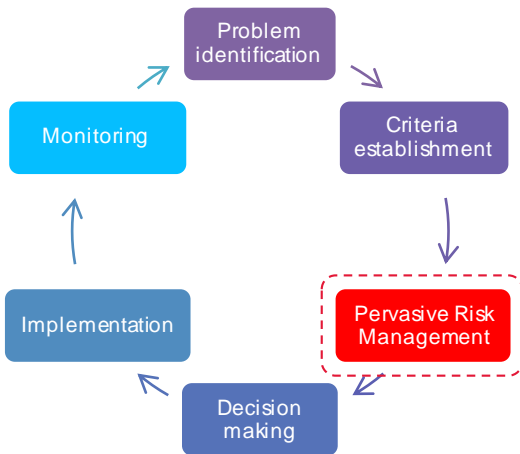 Problem
identification
Criteria
establishment
Pervasive Risk
Management
Decision
making
Implementation
Monitoring